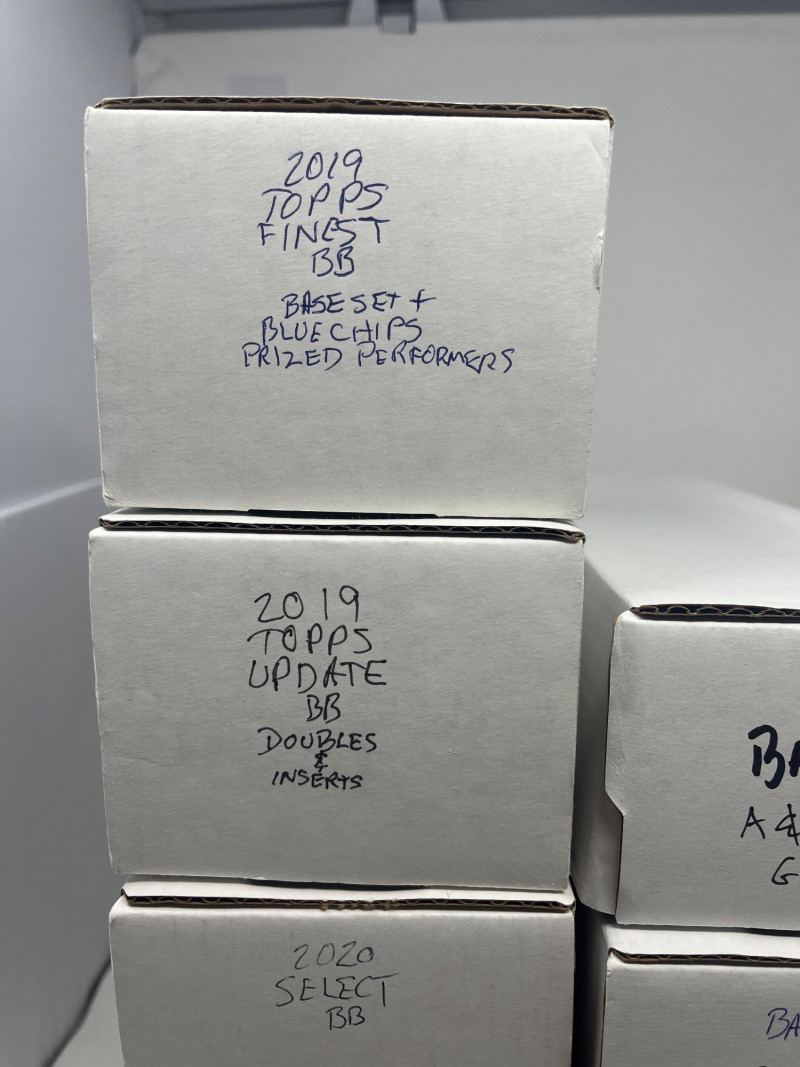 2019
TOPPS
FINEST
BB
BASE SET +
BLUE CHIPS
PRIZED PERFORMERS
2019
TOPPS
UPDATE
BB
DOUBLES
&
INSERTS
2020
SELECT
BB
A &
G